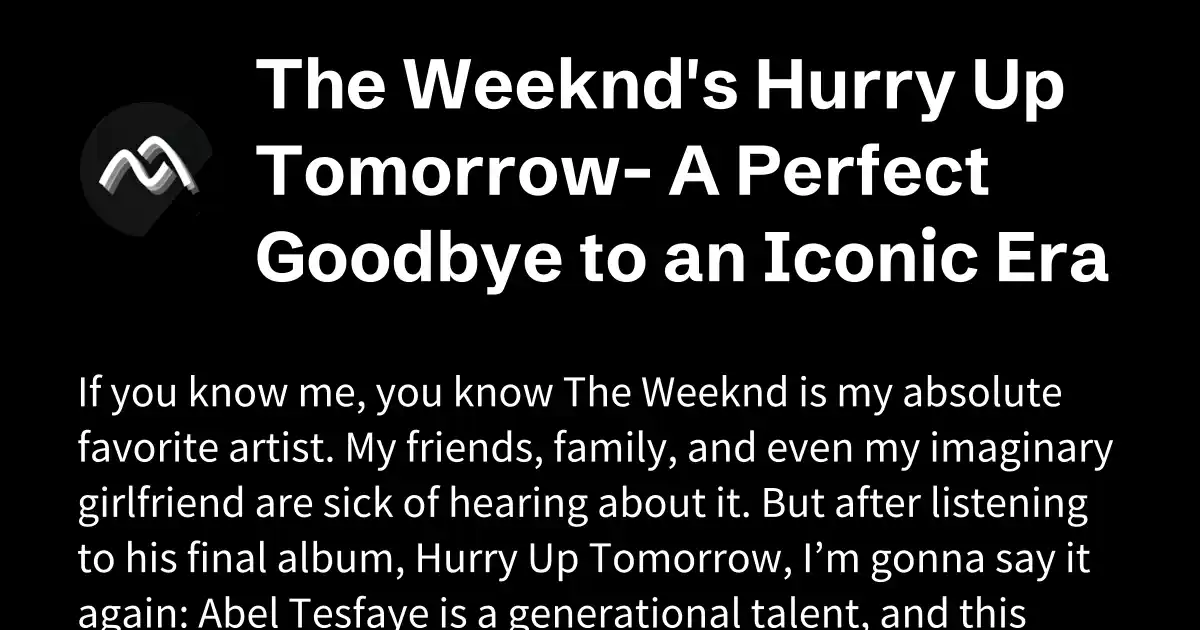 The Weeknd's Hurry Up
Tomorrow- A Perfect
Goodbye to an Iconic Era
If you know me, you know The Weeknd is my absolute
favorite artist. My friends, family, and even my imaginary
girlfriend are sick of hearing about it. But after listening
to his final album, Hurry Up Tomorrow, I’m gonna say it
again: Abel Tesfaye is a generational talent, and this